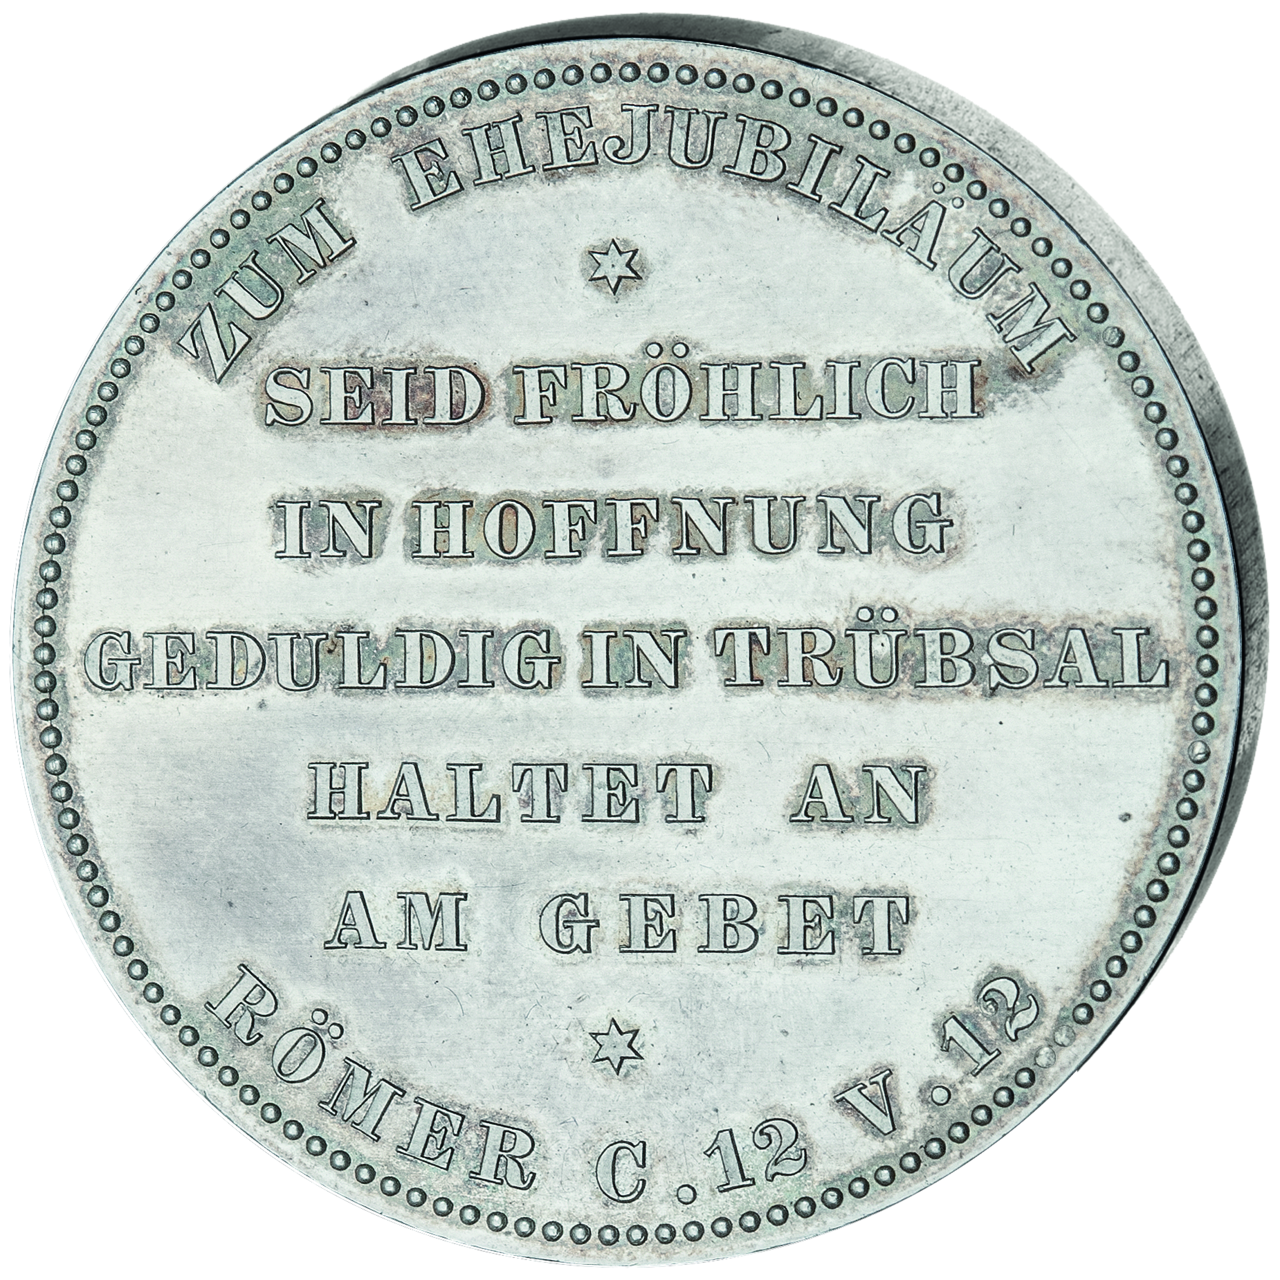 ZUM EHEJUBILÄUM
SEID FRÖHLICH
IN HOFFNUNG
GEDULDIG IN TRÜBSAL
HALTET AN
AM GEBET
RÖMER C.12 V.12